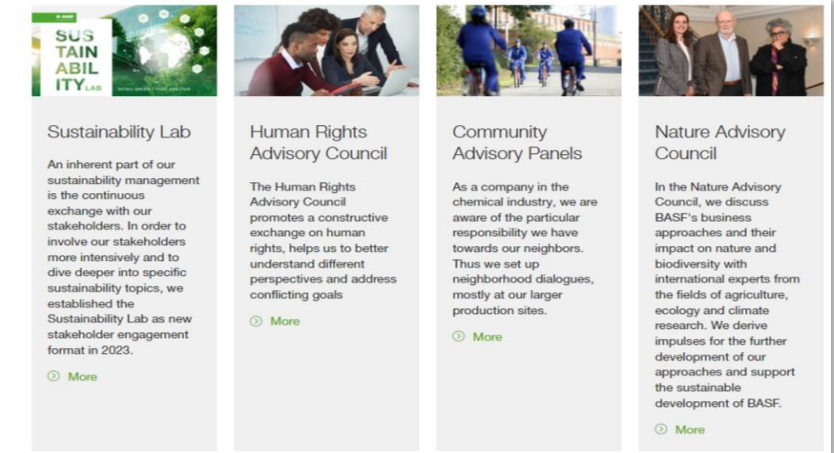 SUS
TAIN
ABIL
ITY LAB
Sustainability Lab
An inherent part of our
sustainability management
is the continuous
exchange with our
stakeholders. In order to
involve our stakeholders
more intensively and to
dive deeper into specific
sustainability topics, we
established the
Sustainability Lab as new
stakeholder engagement
format in 2023.
More
Human Rights
Advisory Council
The Human Rights
Advisory Council
promotes a constructive
exchange on human
rights, helps us to better
understand different
perspectives and address
conflicting goals
More
Community
Advisory Panels
As a company in the
chemical industry, we are
aware of the particular
responsibility we have
towards our neighbors.
Thus we set up
neighborhood dialogues,
mostly at our larger
production sites.
More
Nature Advisory
Council
In the Nature Advisory
Council, we discuss
BASF's business
approaches and their
impact on nature and
biodiversity with
international experts from
the fields of agriculture,
ecology and climate
research. We derive
impulses for the further
development of our
approaches and support
the sustainable
development of BASF.
More